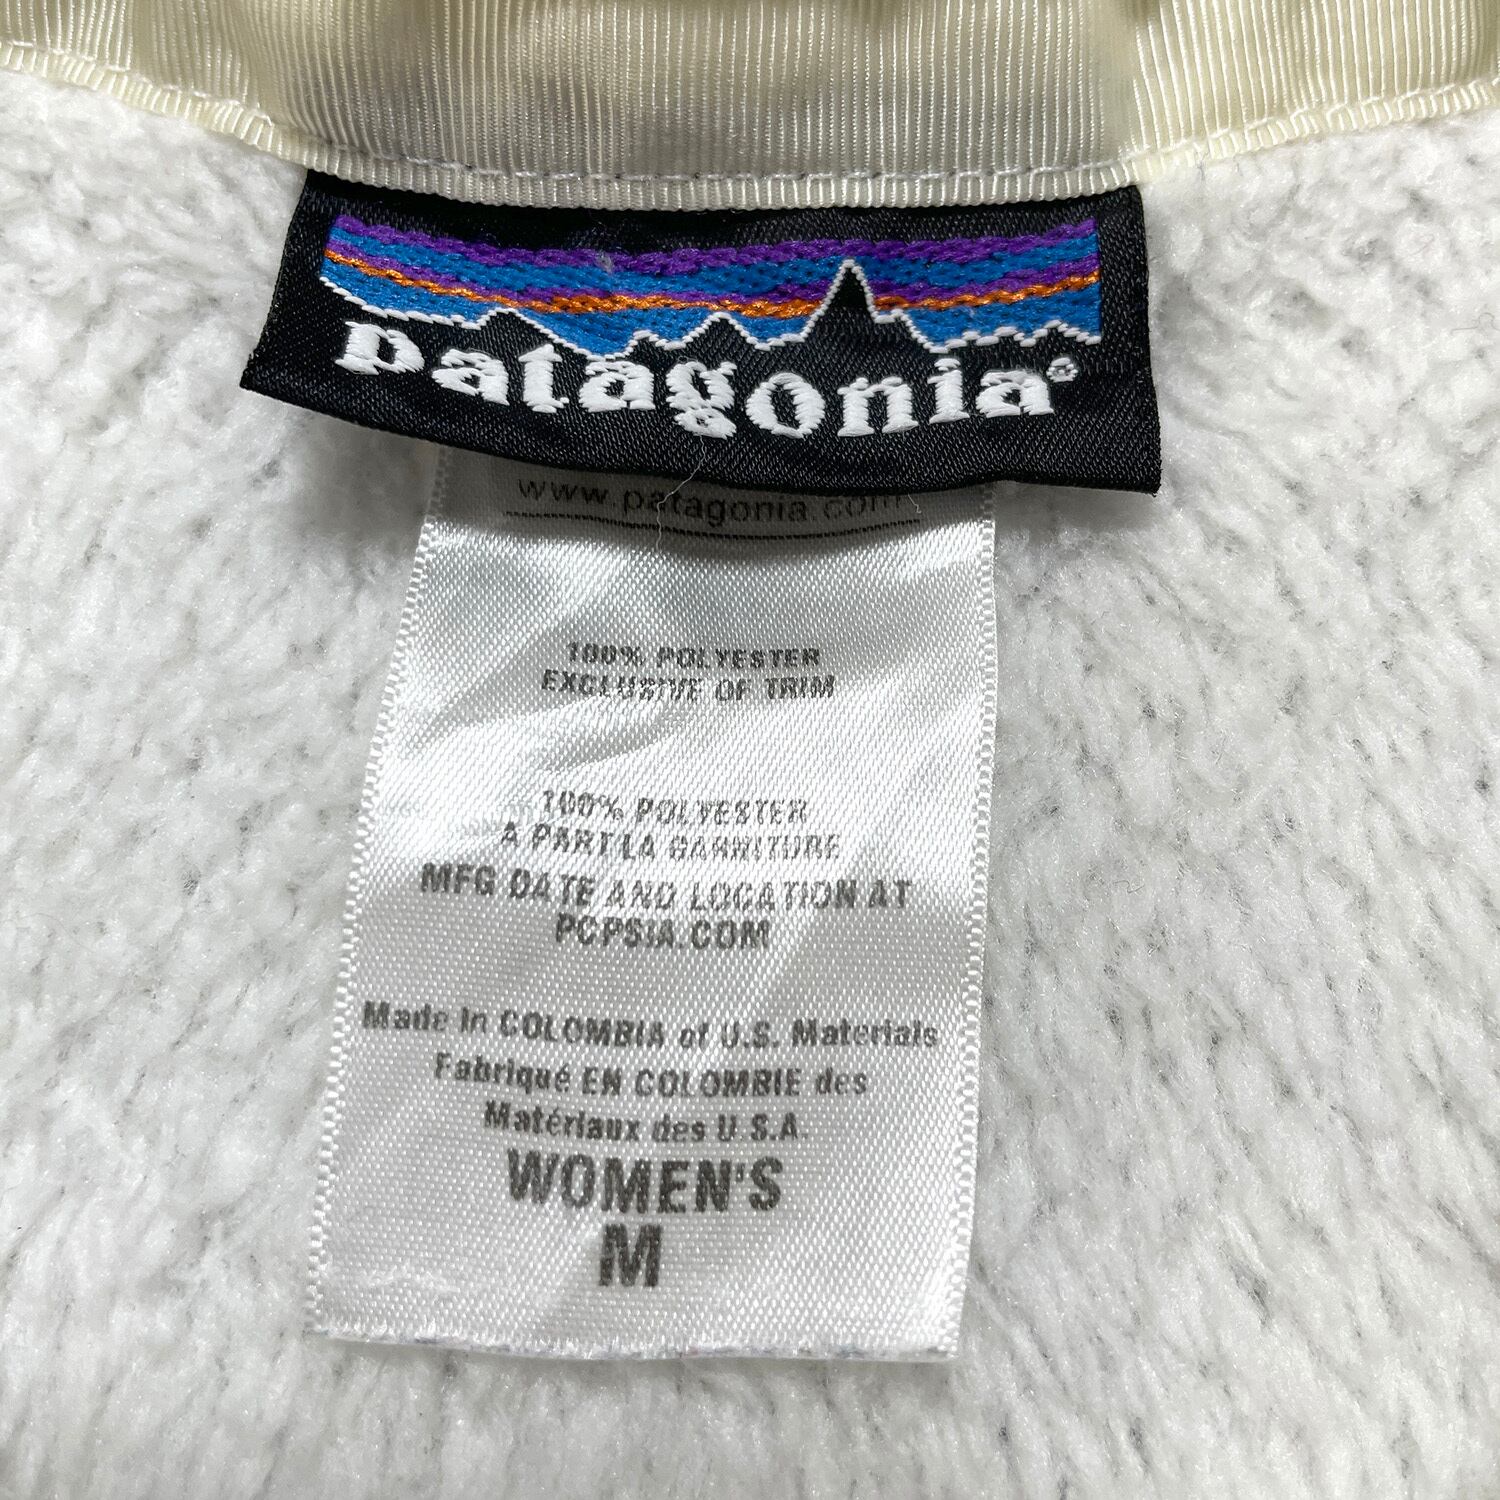 patagonia®
www.patagonia.com
100% POLYESTER
EXCLUSIVE OF TRIM
100% POLYESTER
A PART LA GARNITURE
MFG DATE AND LOCATION AT
PCPSIA.COM
Made in COLOMBIA of U.S. Materials
Fabriqué EN COLOMBIE des
Matériaux des U.S.A.
WOMEN'S
M